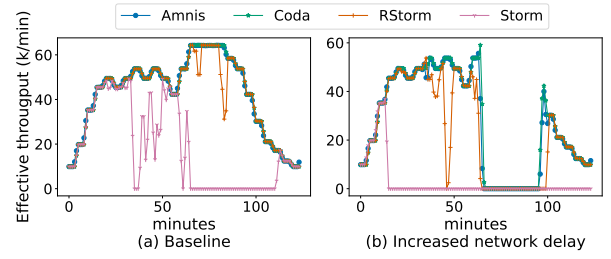 Amnis Coda RStorm Storm
Effective througput (k/min)
60
40
20
0
0 50 100
minutes
(a) Baseline
60
40
20
0
0 50 100
minutes
(b) Increased network delay